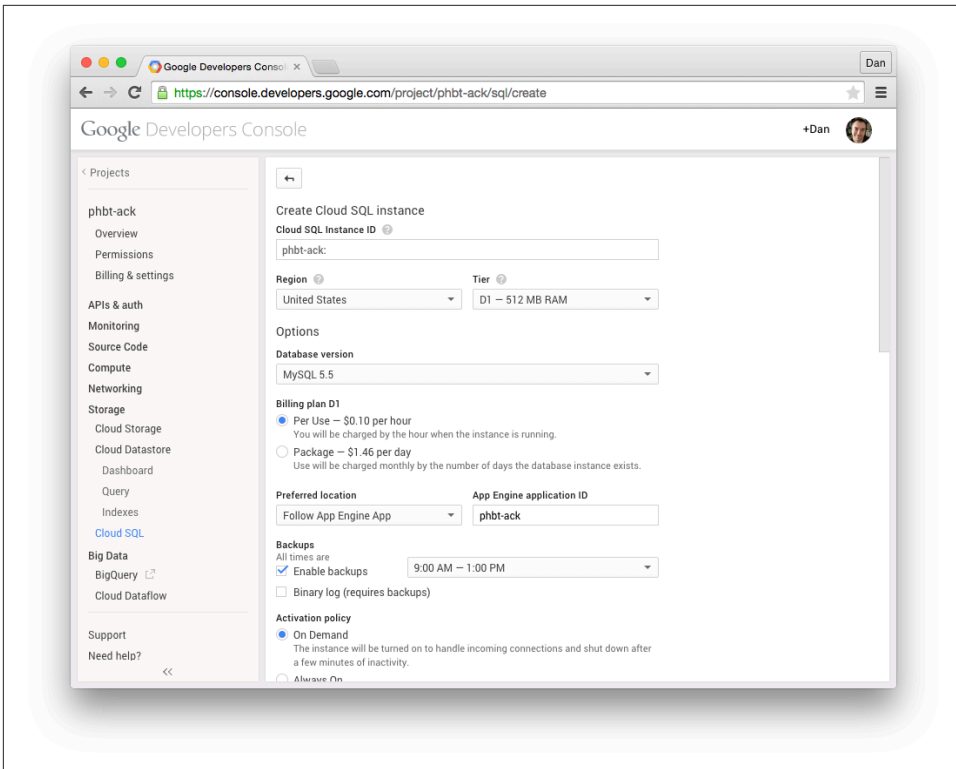 Google Developers Consol
Dan
https://console.developers.google.com/project/phbt-ack/sql/create
Google Developers Console
+Dan
Projects
phbt-ack
Overview
Permissions
Billing & settings
APIs & auth
Monitoring
Source Code
Compute
Networking
Storage
Cloud Storage
Cloud Datastore
Dashboard
Query
Indexes
Cloud SQL
Big Data
BigQuery
Cloud Dataflow
Support
Need help?
Create Cloud SQL instance
Cloud SQL Instance ID
phbt-ack:
Region
Tier
United States
D1 — 512 MB RAM
Options
Database version
MySQL 5.5
Billing plan D1
Per Use — $0.10 per hour
You will be charged by the hour when the instance is running.
Package — $1.46 per day
Use will be charged monthly by the number of days the database instance exists.
Preferred location
App Engine application ID
Follow App Engine App
phbt-ack
Backups
All times are
Enable backups
9:00 AM — 1:00 PM
Binary log (requires backups)
Activation policy
On Demand
The instance will be turned on to handle incoming connections and shut down after
a few minutes of inactivity.
Always On